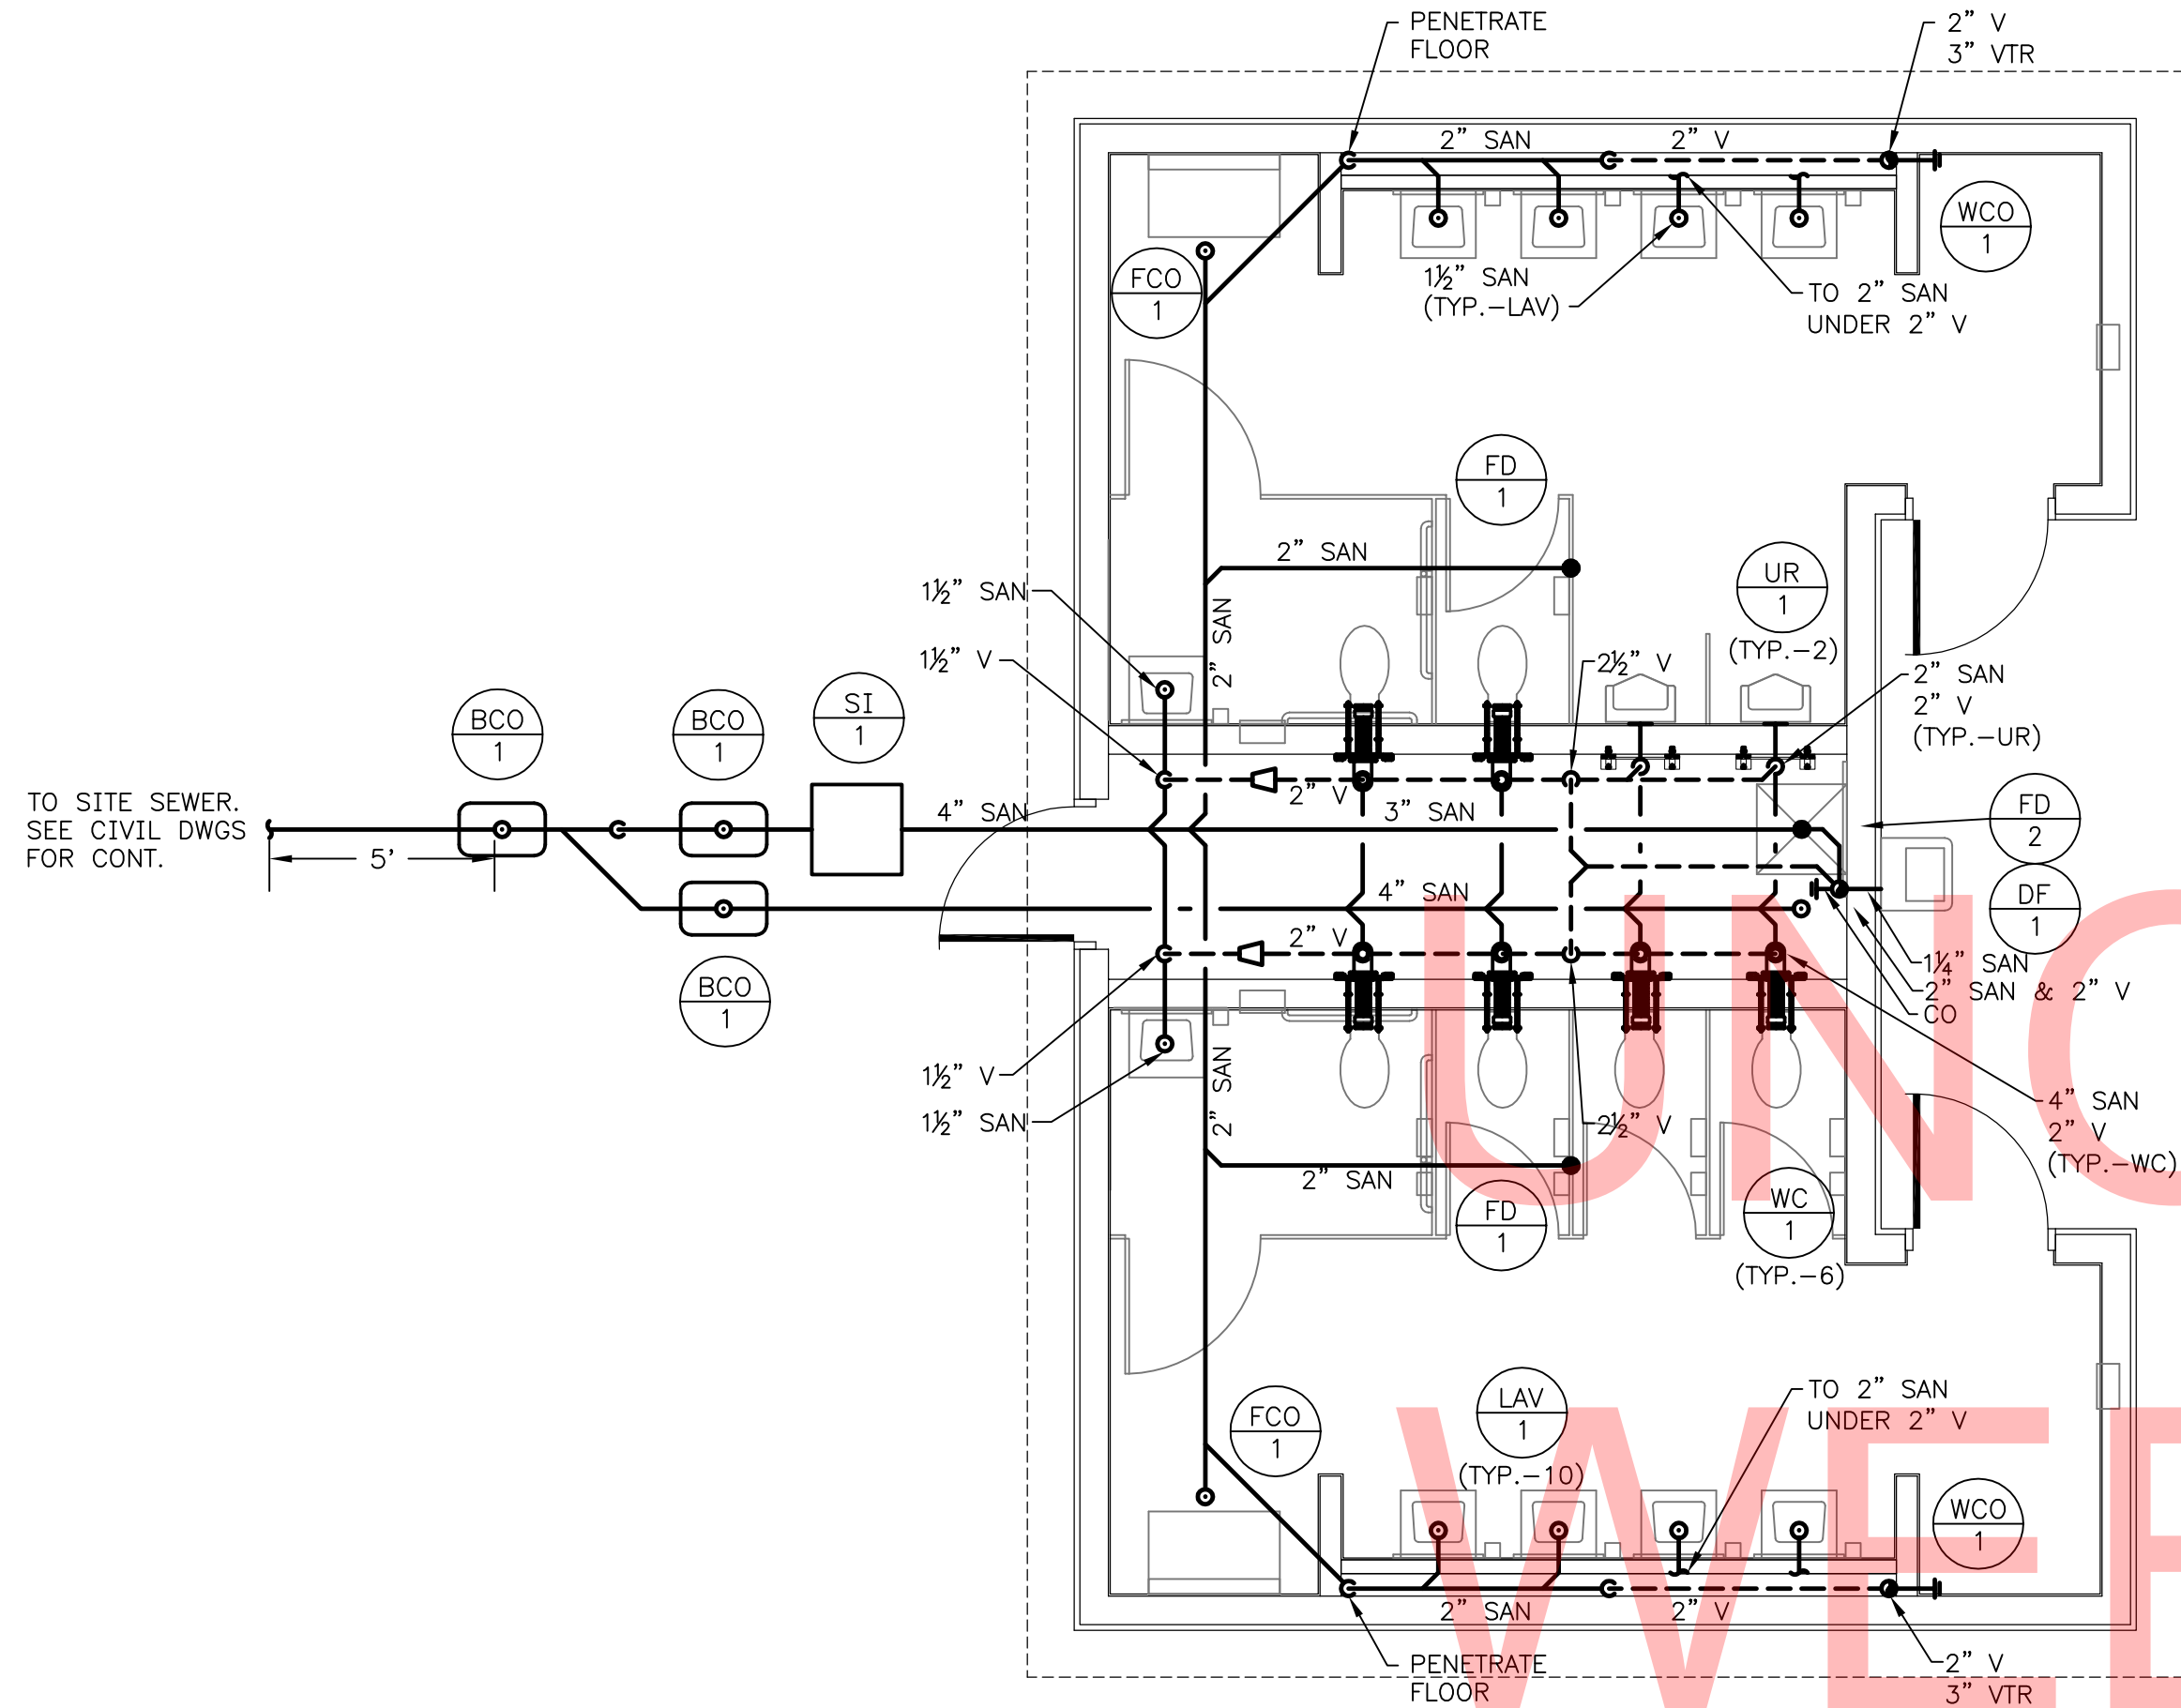 PENETRATE
FLOOR
2" V
3" VTR
2" SAN
2" V
WCO
1
FCO
1
1½" SAN
(TYP.-LAV)
TO 2" SAN
UNDER 2" V
FD
1
2" SAN
UR
1
(TYP.-2)
1½" SAN
2" SAN
1½" V
2½" V
2" SAN
2" V
(TYP.-UR)
BCO
1
BCO
1
SI
1
TO SITE SEWER.
SEE CIVIL DWGS
FOR CONT.
5'
4" SAN
2" V
3" SAN
FD
2
4" SAN
DF
1
2" V
1¼" SAN
2" SAN & 2" V
CO
BCO
1
1½" V
1½" SAN
2" SAN
2½" V
4" SAN
2" V
(TYP.-WC)
2" SAN
FD
1
WC
1
(TYP.-6)
FCO
1
LAV
1
(TYP.-10)
TO 2" SAN
UNDER 2" V
WCO
1
2" SAN
2" V
PENETRATE
FLOOR
2" V
3" VTR